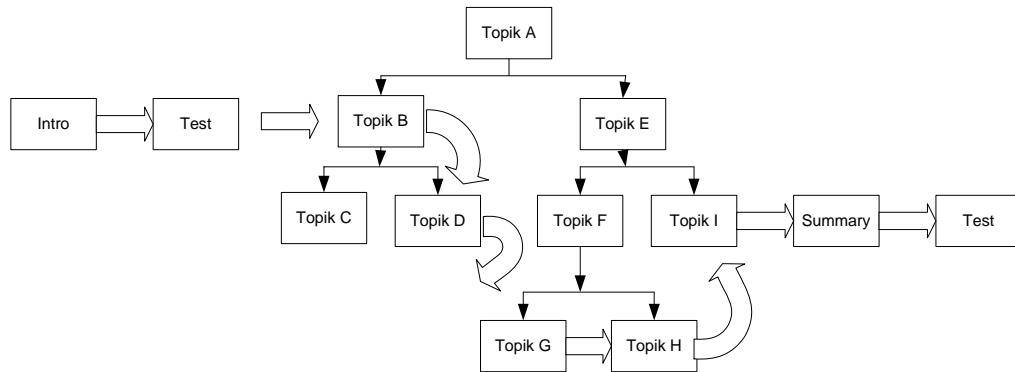 Topik A
Intro
Test
Topik B
Topik E
Topik C
Topik D
Topik F
Topik I
Summary
Test
Topik G
Topik H